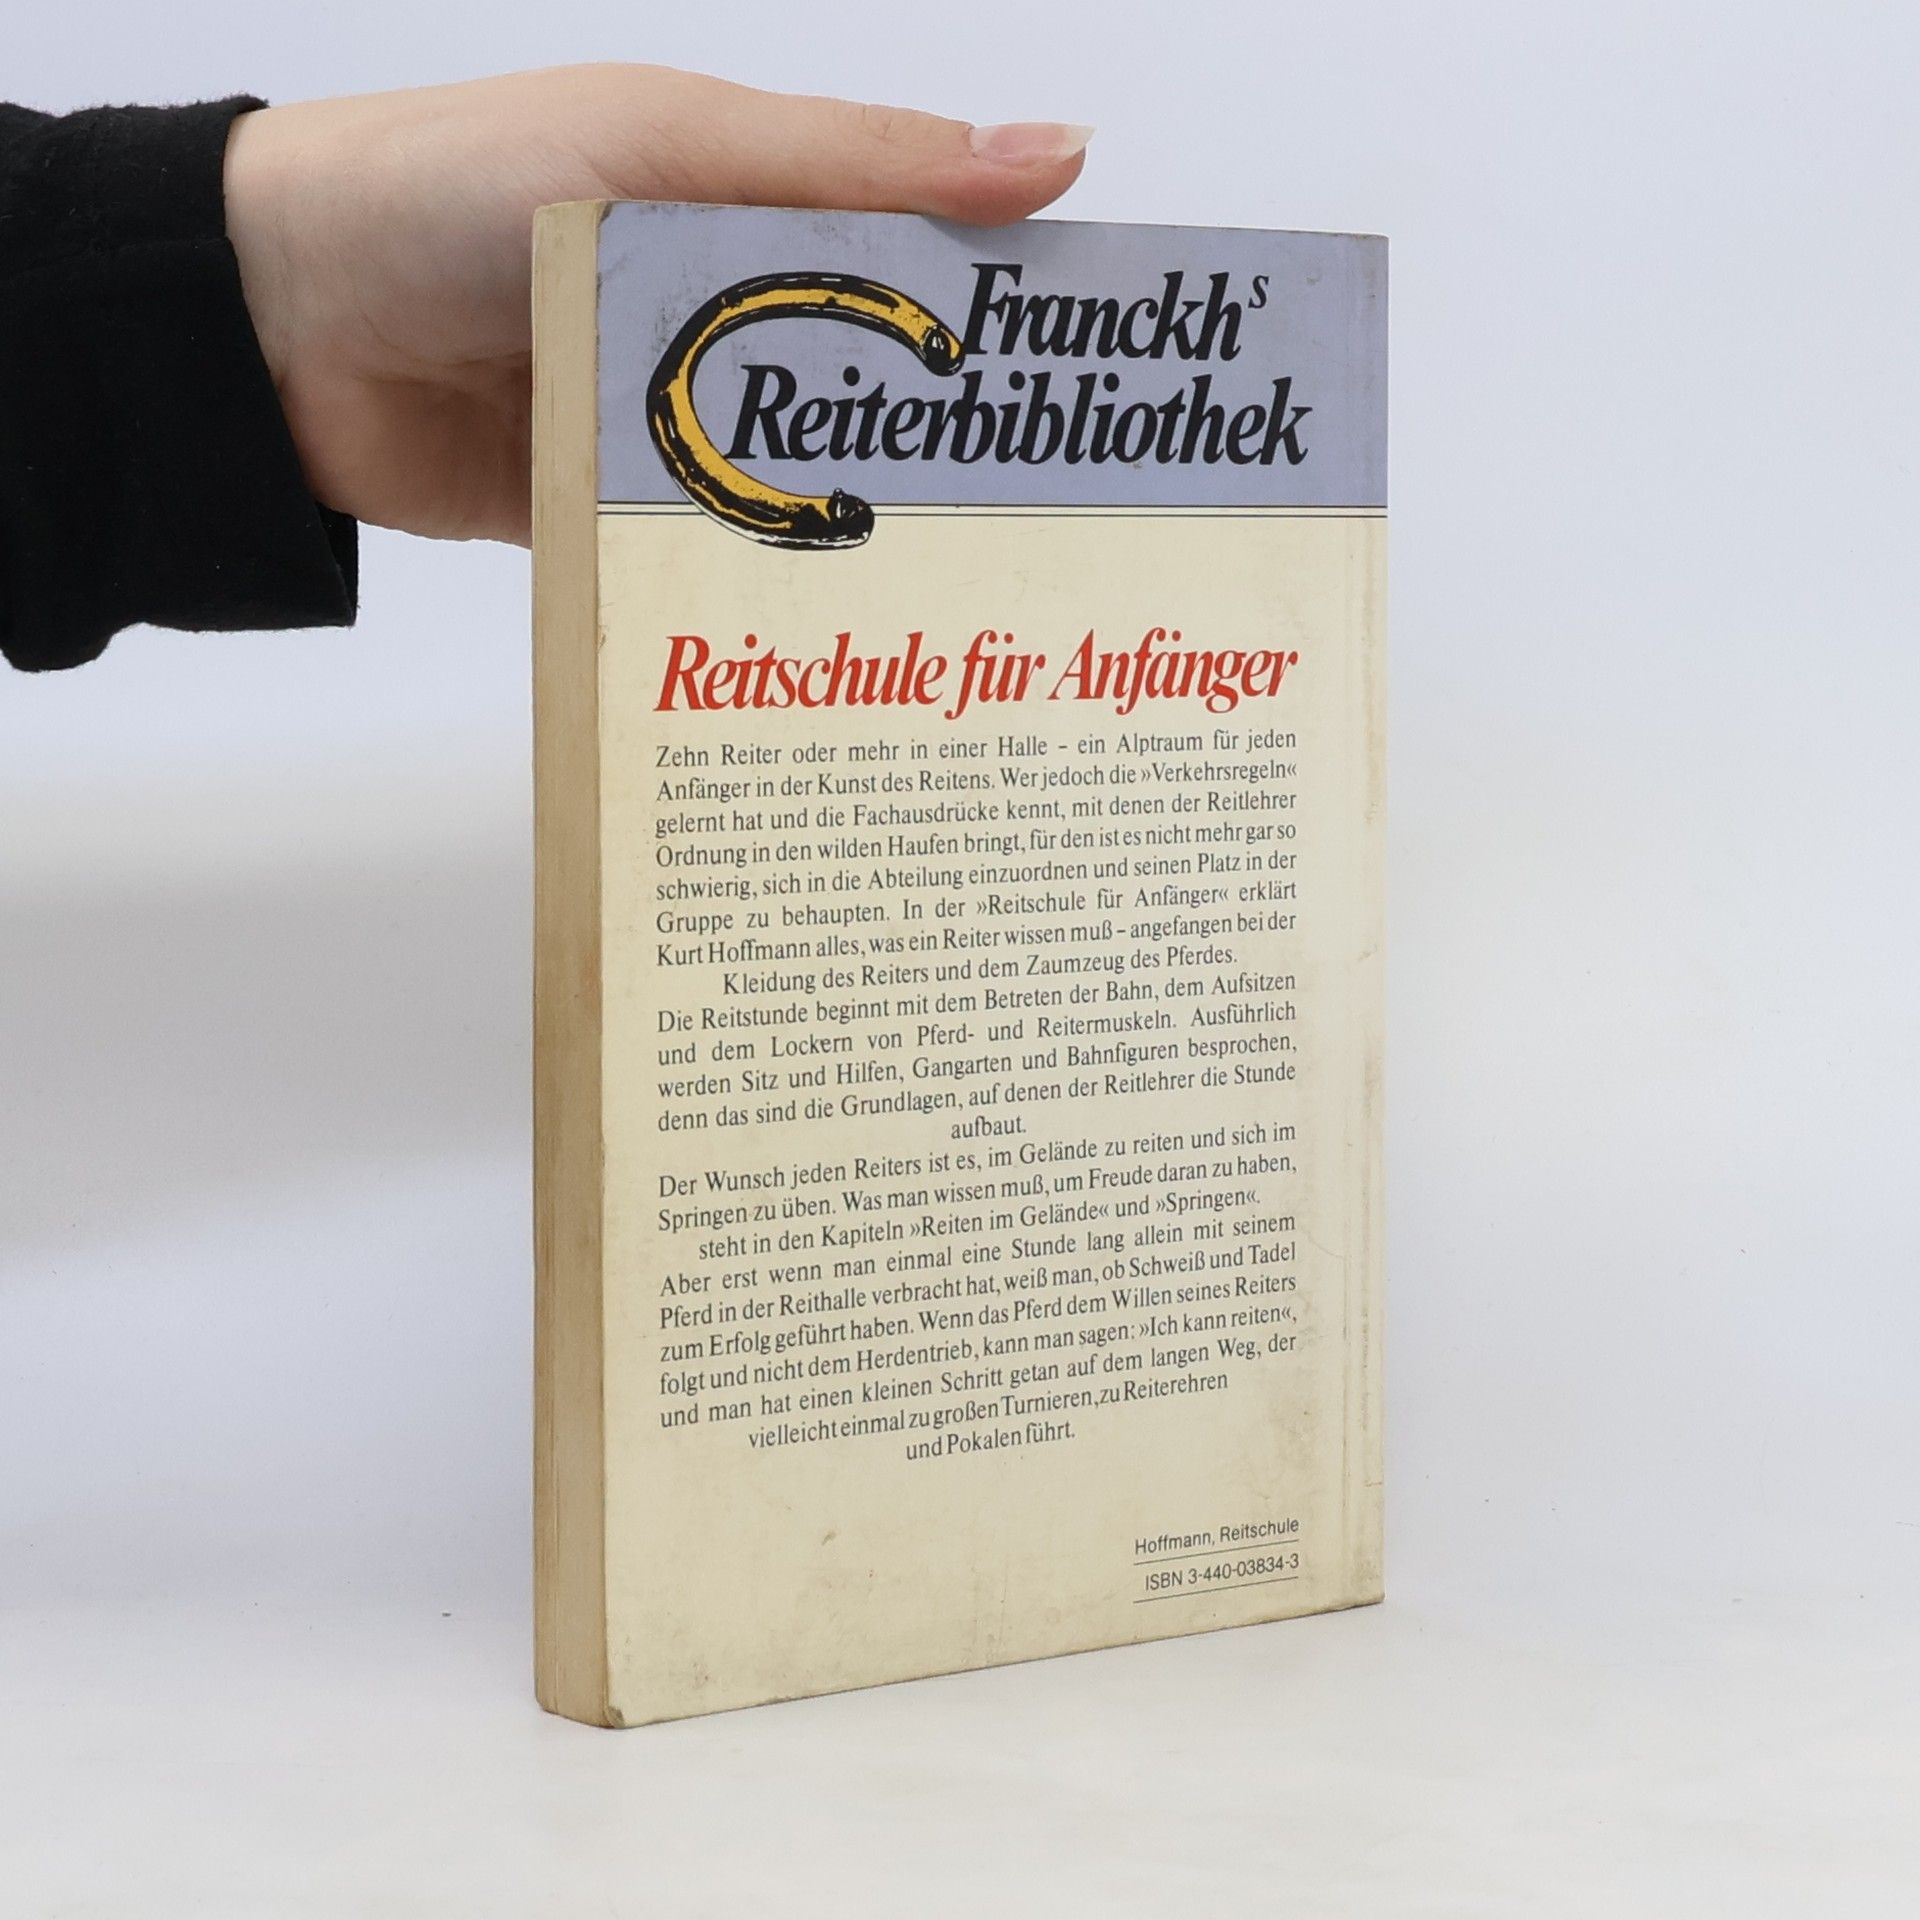 Franckhs
Reiterbibliothek
Reitschule für Anfänger
Zehn Reiter oder mehr in einer Halle – ein Alptraum für jeden
Anfänger in der Kunst des Reitens. Wer jedoch die »Verkehrsregeln«
gelernt hat und die Fachausdrücke kennt, mit denen der Reitlehrer
Ordnung in den wilden Haufen bringt, für den ist es nicht mehr gar so
schwierig, sich in die Abteilung einzuordnen und seinen Platz in der
Gruppe zu behaupten. In der »Reitschule für Anfänger« erklärt
Kurt Hoffmann alles, was ein Reiter wissen muß – angefangen bei der
Kleidung des Reiters und dem Zaumzeug des Pferdes.
Die Reitstunde beginnt mit dem Betreten der Bahn, dem Aufsitzen
und dem Lockern von Pferd- und Reitermuskeln. Ausführlich
werden Sitz und Hilfen, Gangarten und Bahnfiguren besprochen,
denn das sind die Grundlagen, auf denen der Reitlehrer die Stunde
aufbaut.
Der Wunsch jeden Reiters ist es, im Gelände zu reiten und sich im
Springen zu üben. Was man wissen muß, um Freude daran zu haben,
steht in den Kapiteln »Reiten im Gelände« und »Springen«.
Aber erst wenn man einmal eine Stunde lang allein mit seinem
Pferd in der Reithalle verbracht hat, weiß man, ob Schweiß und Tadel
zum Erfolg geführt haben. Wenn das Pferd dem Willen seines Reiters
folgt und nicht dem Herdentrieb, kann man sagen: »Ich kann reiten«,
und man hat einen kleinen Schritt getan auf dem langen Weg, der
vielleicht einmal zu großen Turnieren, zu Reiterehren
und Pokalen führt.
Hoffmann, Reitschule
ISBN 3-440-03834-3